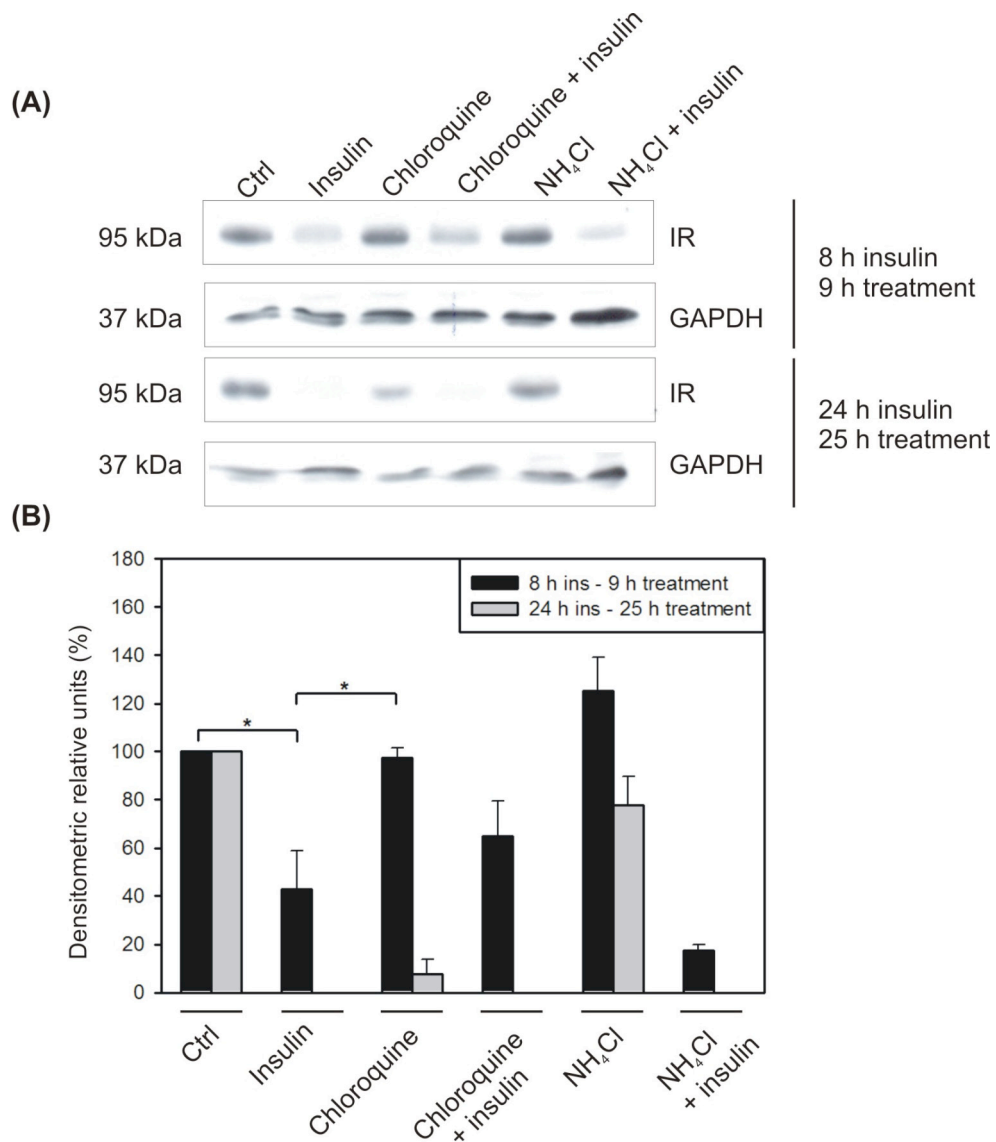 (A)
Ctrl
Insulin
Chloroquine
Chloroquine + insulin
NH₄Cl
NH₄Cl + insulin
95 kDa
IR
37 kDa
GAPDH
8 h insulin
9 h treatment
95 kDa
IR
37 kDa
GAPDH
24 h insulin
25 h treatment
(B)
Densitometric relative units (%)
180
160
140
120
100
80
60
40
20
0
8 h ins - 9 h treatment
24 h ins - 25 h treatment
*
*
Ctrl
Insulin
Chloroquine
Chloroquine
+ insulin
NH₄Cl
NH₄Cl
+ insulin